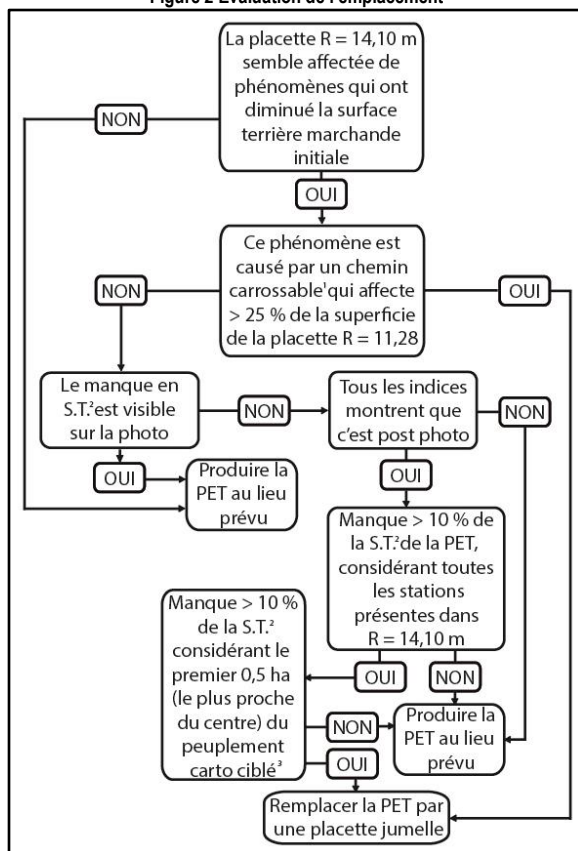 Figure 2 Évaluation de l'emplacement
La placette R = 14,10 m
semble affectée de
phénomènes qui ont
diminué la surface
terrière marchande
initiale
NON
OUI
Ce phénomène est
causé par un chemin
carrossable¹qui affecte
> 25 % de la superficie
de la placette R = 11,28
NON
OUI
Le manque en
S.T.²est visible
sur la photo
NON
Tous les indices
montrent que
c'est post photo
NON
OUI
Produire la
PET au lieu
prévu
OUI
Manque > 10 % de
la S.T.²de la PET,
considérant toutes
les stations
présentes dans
R = 14,10 m
OUI
NON
Manque > 10 %
de la S.T.²
considérant le
premier 0,5 ha
(le plus proche
du centre) du
peuplement
carto ciblé³
NON
OUI
Produire la
PET au lieu
prévu
Remplacer la PET par
une placette jumelle